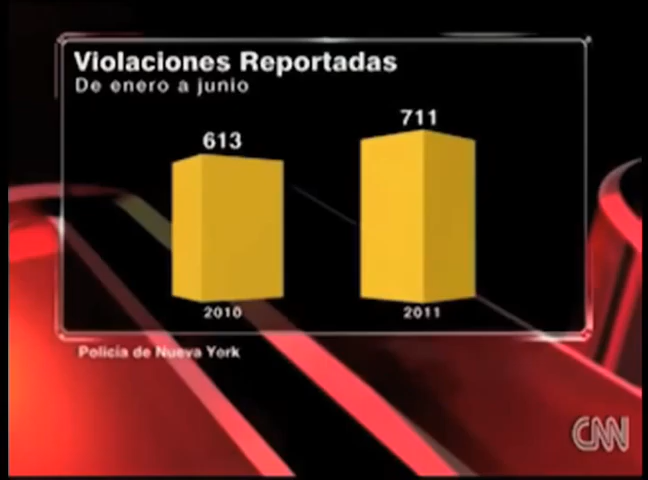 Violaciones Reportadas
De enero a junio
613
711
2010
2011
Policía de Nueva York
CNN